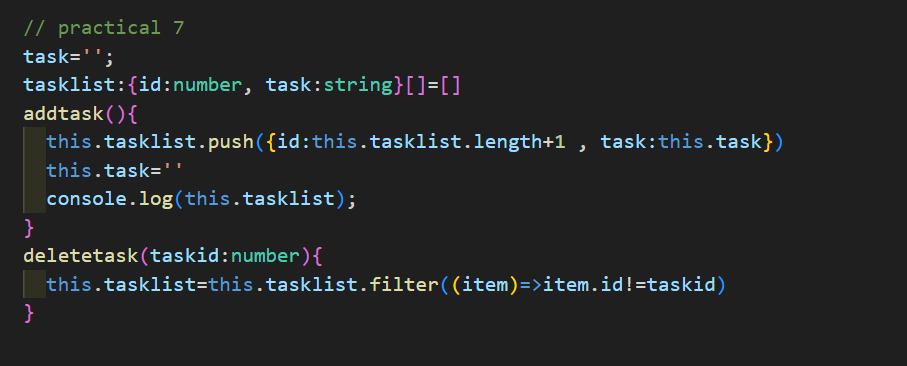 // practical 7
task='';
tasklist:{id:number, task:string}[]=[]
addtask(){
  this.tasklist.push({id:this.tasklist.length+1 , task:this.task})
  this.task=''
  console.log(this.tasklist);
}
deletetask(taskid:number){
  this.tasklist=this.tasklist.filter((item)=>item.id!=taskid)
}